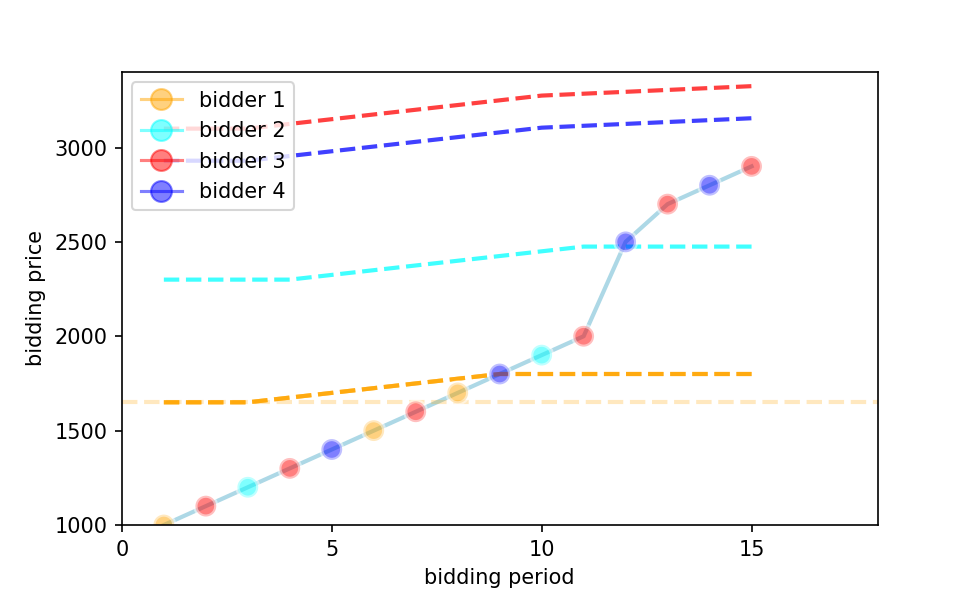 bidder 1
bidder 2
bidder 3
bidder 4
3000
2500
2000
1500
1000
0
5
10
15
bidding period
bidding price